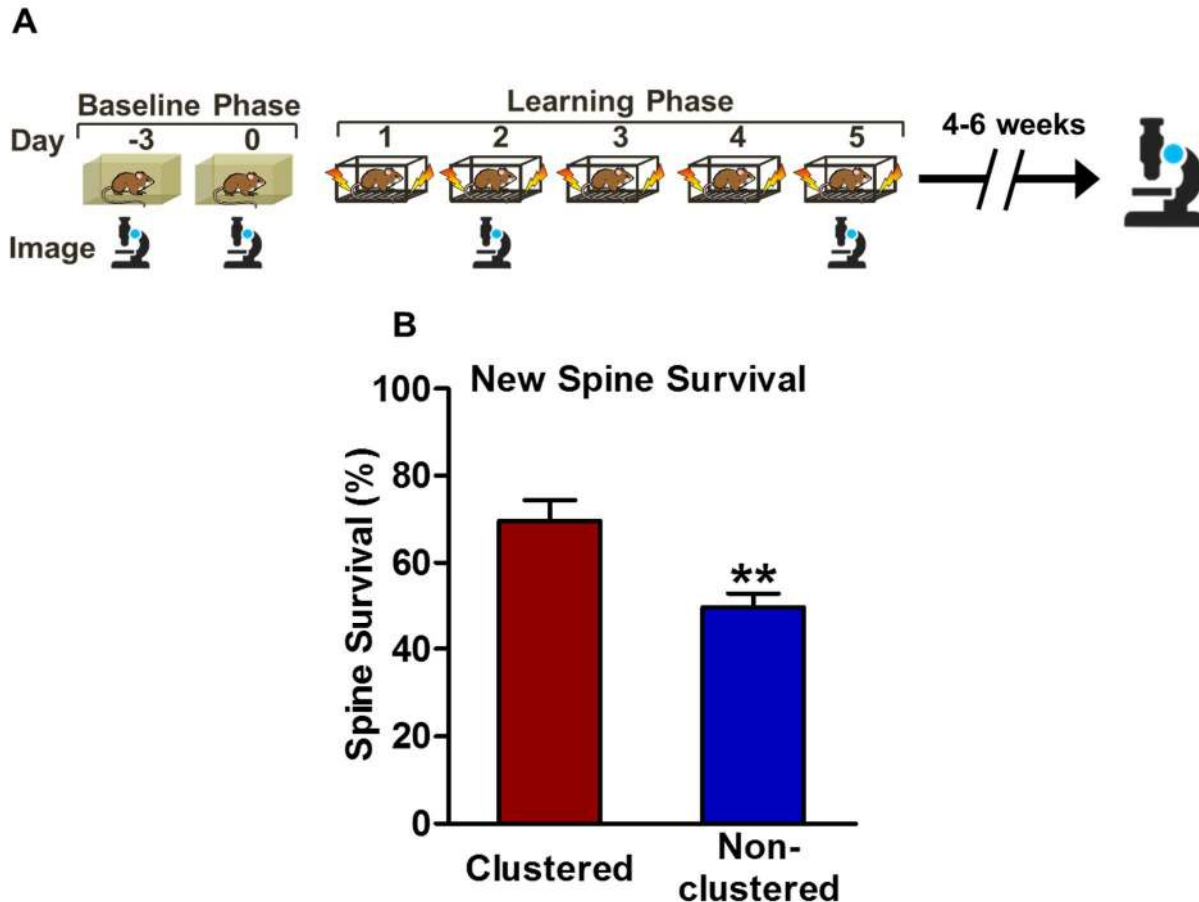 A
Baseline Phase
Learning Phase
Day -3 0 1 2 3 4 5
4-6 weeks
Image
B
New Spine Survival
Spine Survival (%)
100
80
60
40
20
0
**
Clustered
Non-
clustered